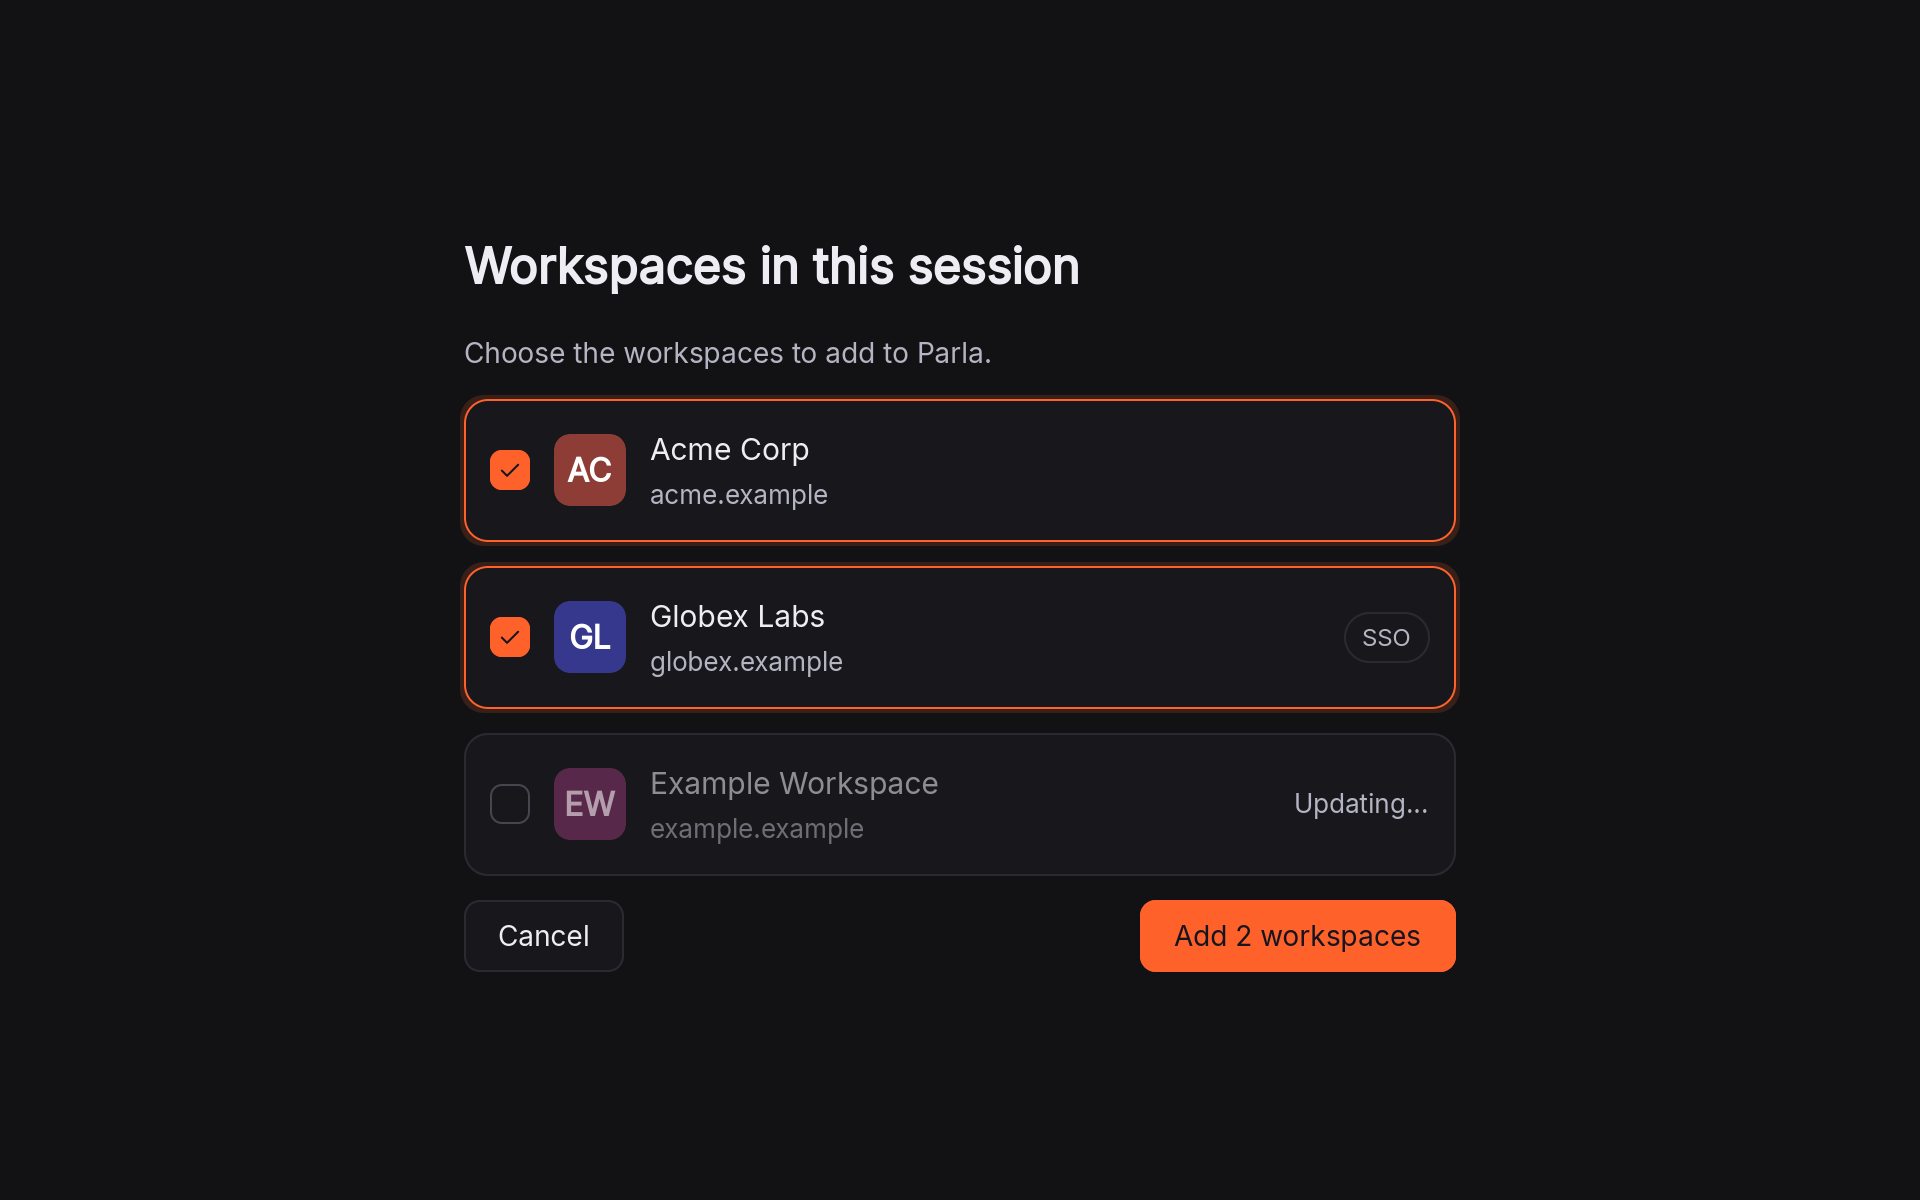 Workspaces in this session
Choose the workspaces to add to Parla.
AC
Acme Corp
acme.example
GL
Globex Labs
globex.example
SSO
EW
Example Workspace
example.example
Updating...
Cancel
Add 2 workspaces